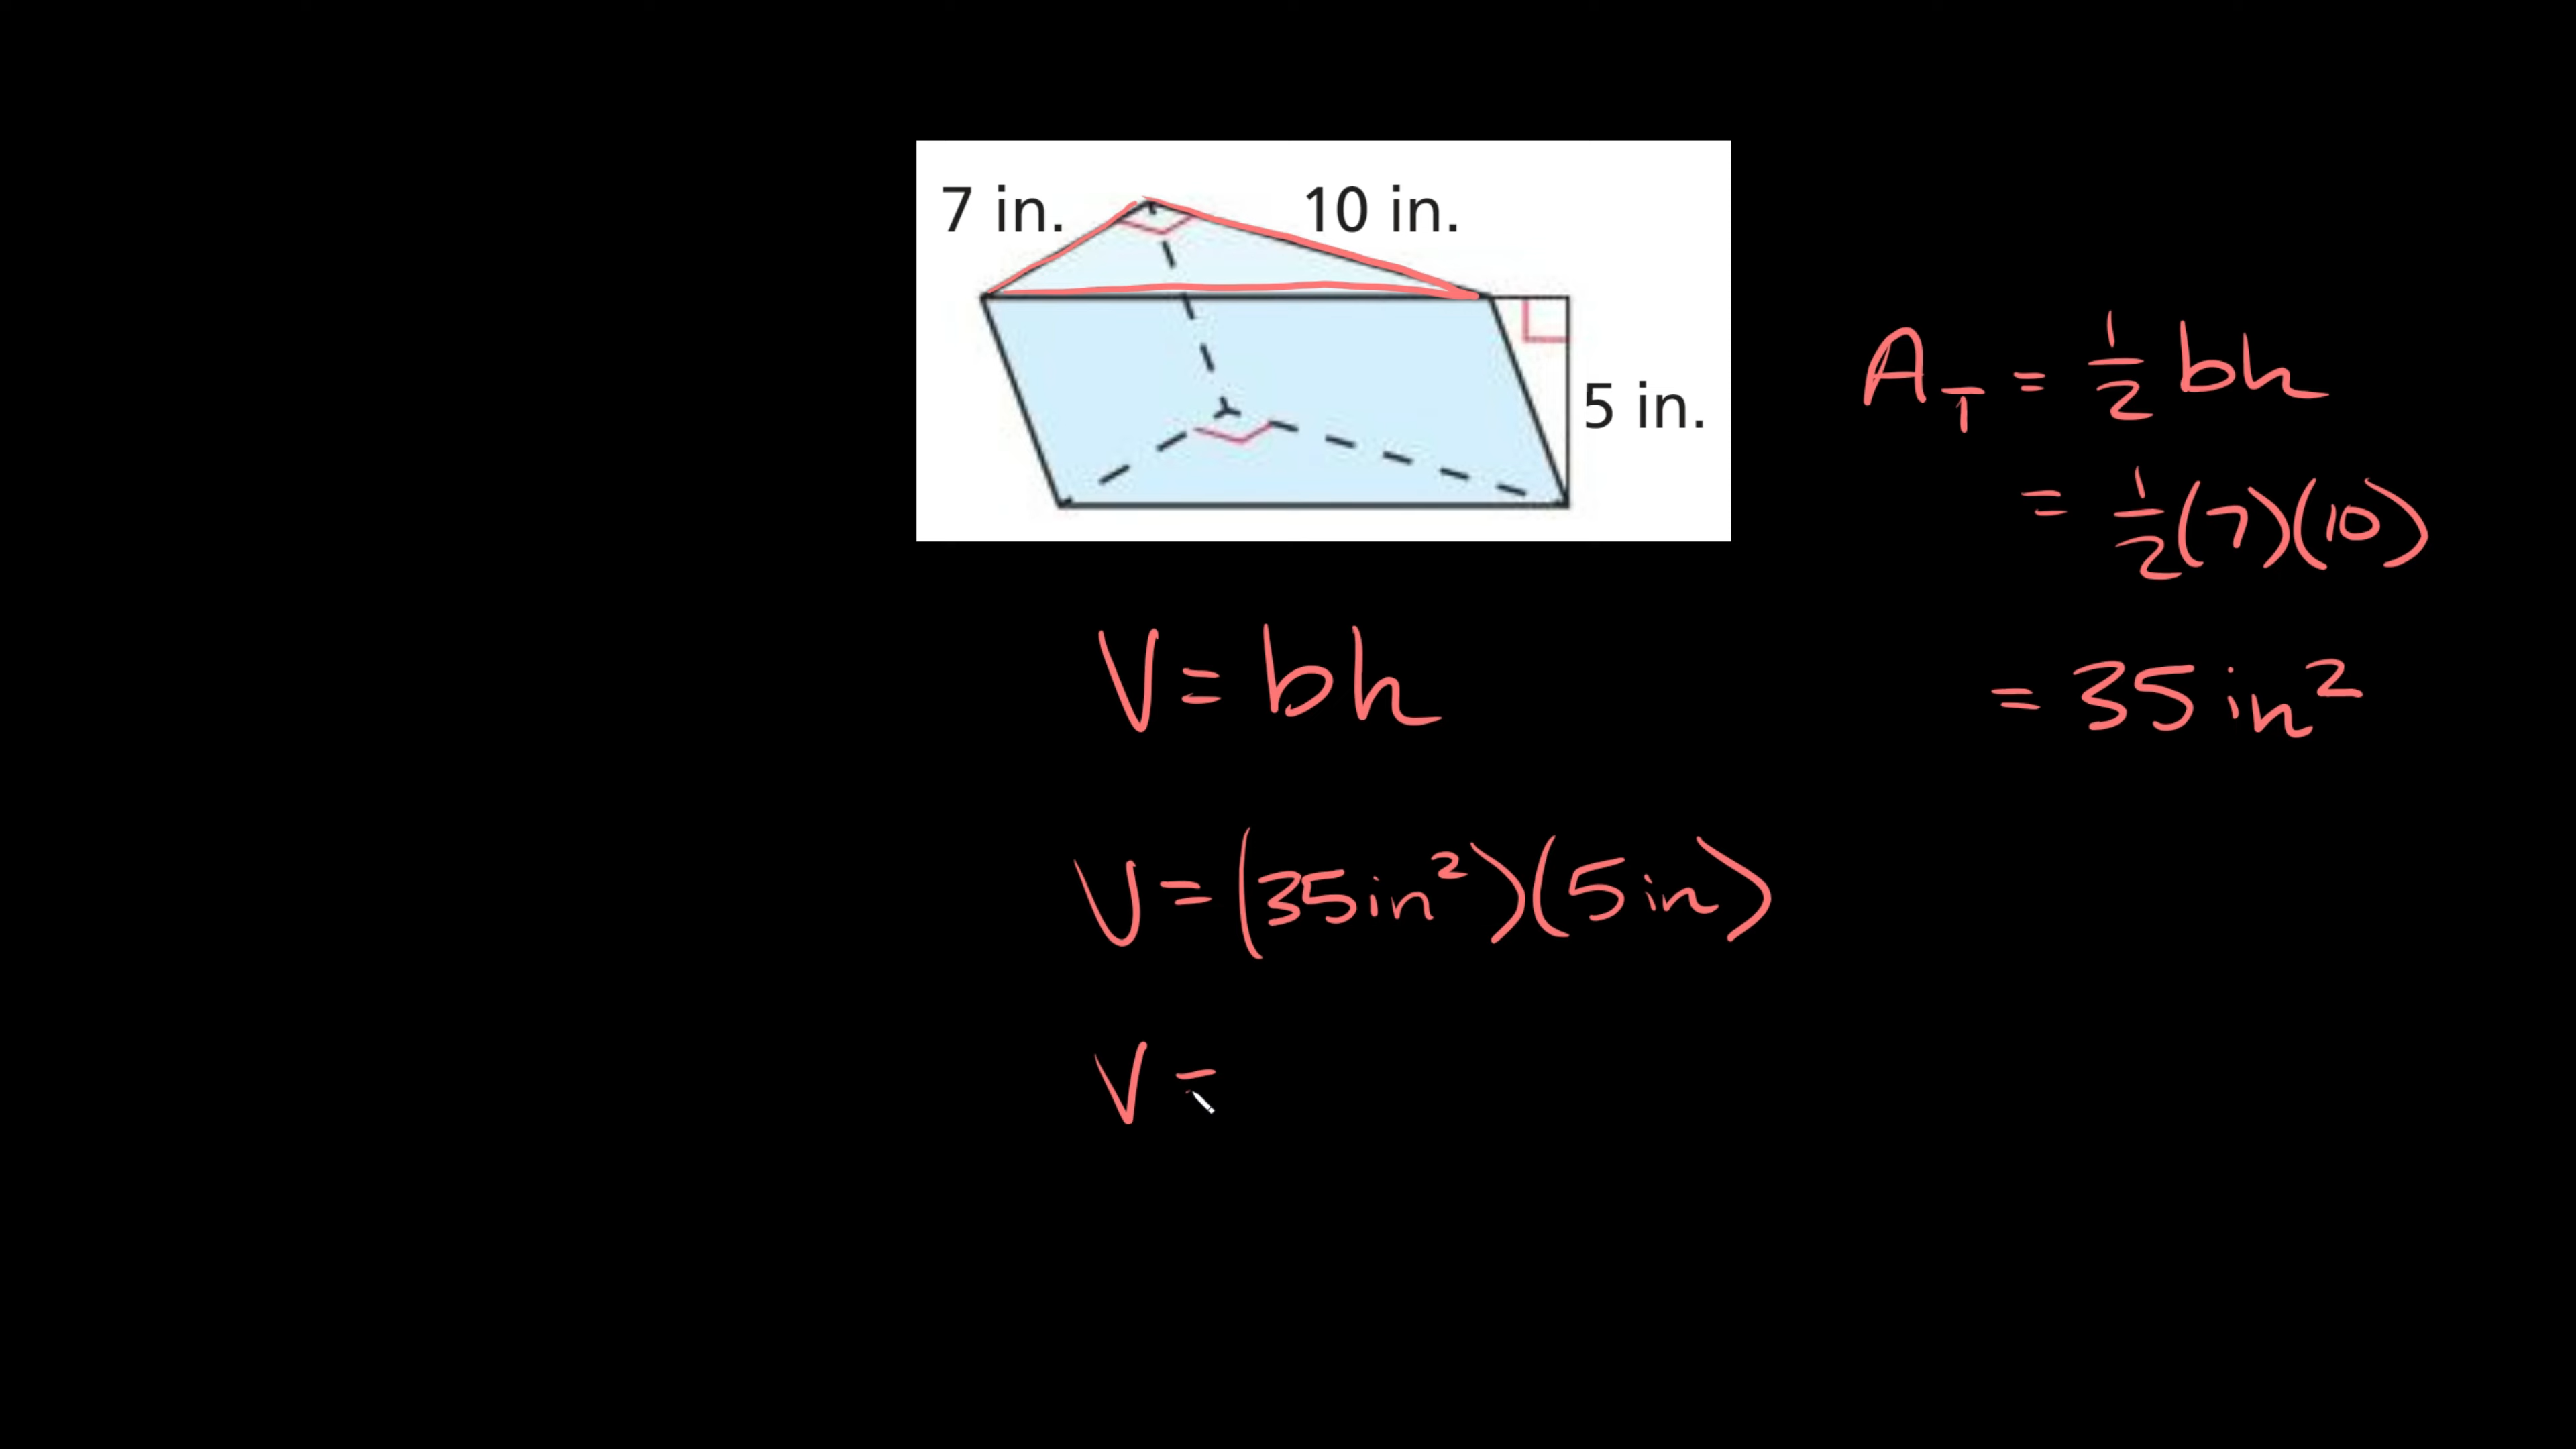 7 in.
10 in.
5 in.
A_T = 1/2 bh
= 1/2 (7)(10)
= 35 in²
V = bh
V = (35 in²)(5 in)
V =